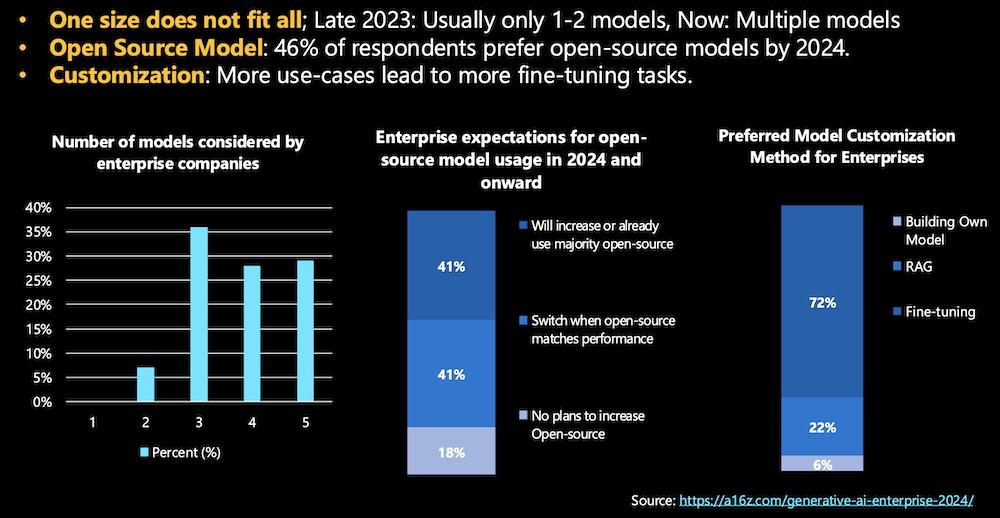 • One size does not fit all; Late 2023: Usually only 1-2 models, Now: Multiple models
• Open Source Model: 46% of respondents prefer open-source models by 2024.
• Customization: More use-cases lead to more fine-tuning tasks.
Number of models considered by
enterprise companies
40%
35%
30%
25%
20%
15%
10%
5%
0%
1 2 3 4 5
Percent (%)
Enterprise expectations for open-
source model usage in 2024 and
onward
41%
41%
18%
Will increase or already
use majority open-source
Switch when open-source
matches performance
No plans to increase
Open-source
Preferred Model Customization
Method for Enterprises
72%
22%
6%
Building Own
Model
RAG
Fine-tuning
Source: https://a16z.com/generative-ai-enterprise-2024/